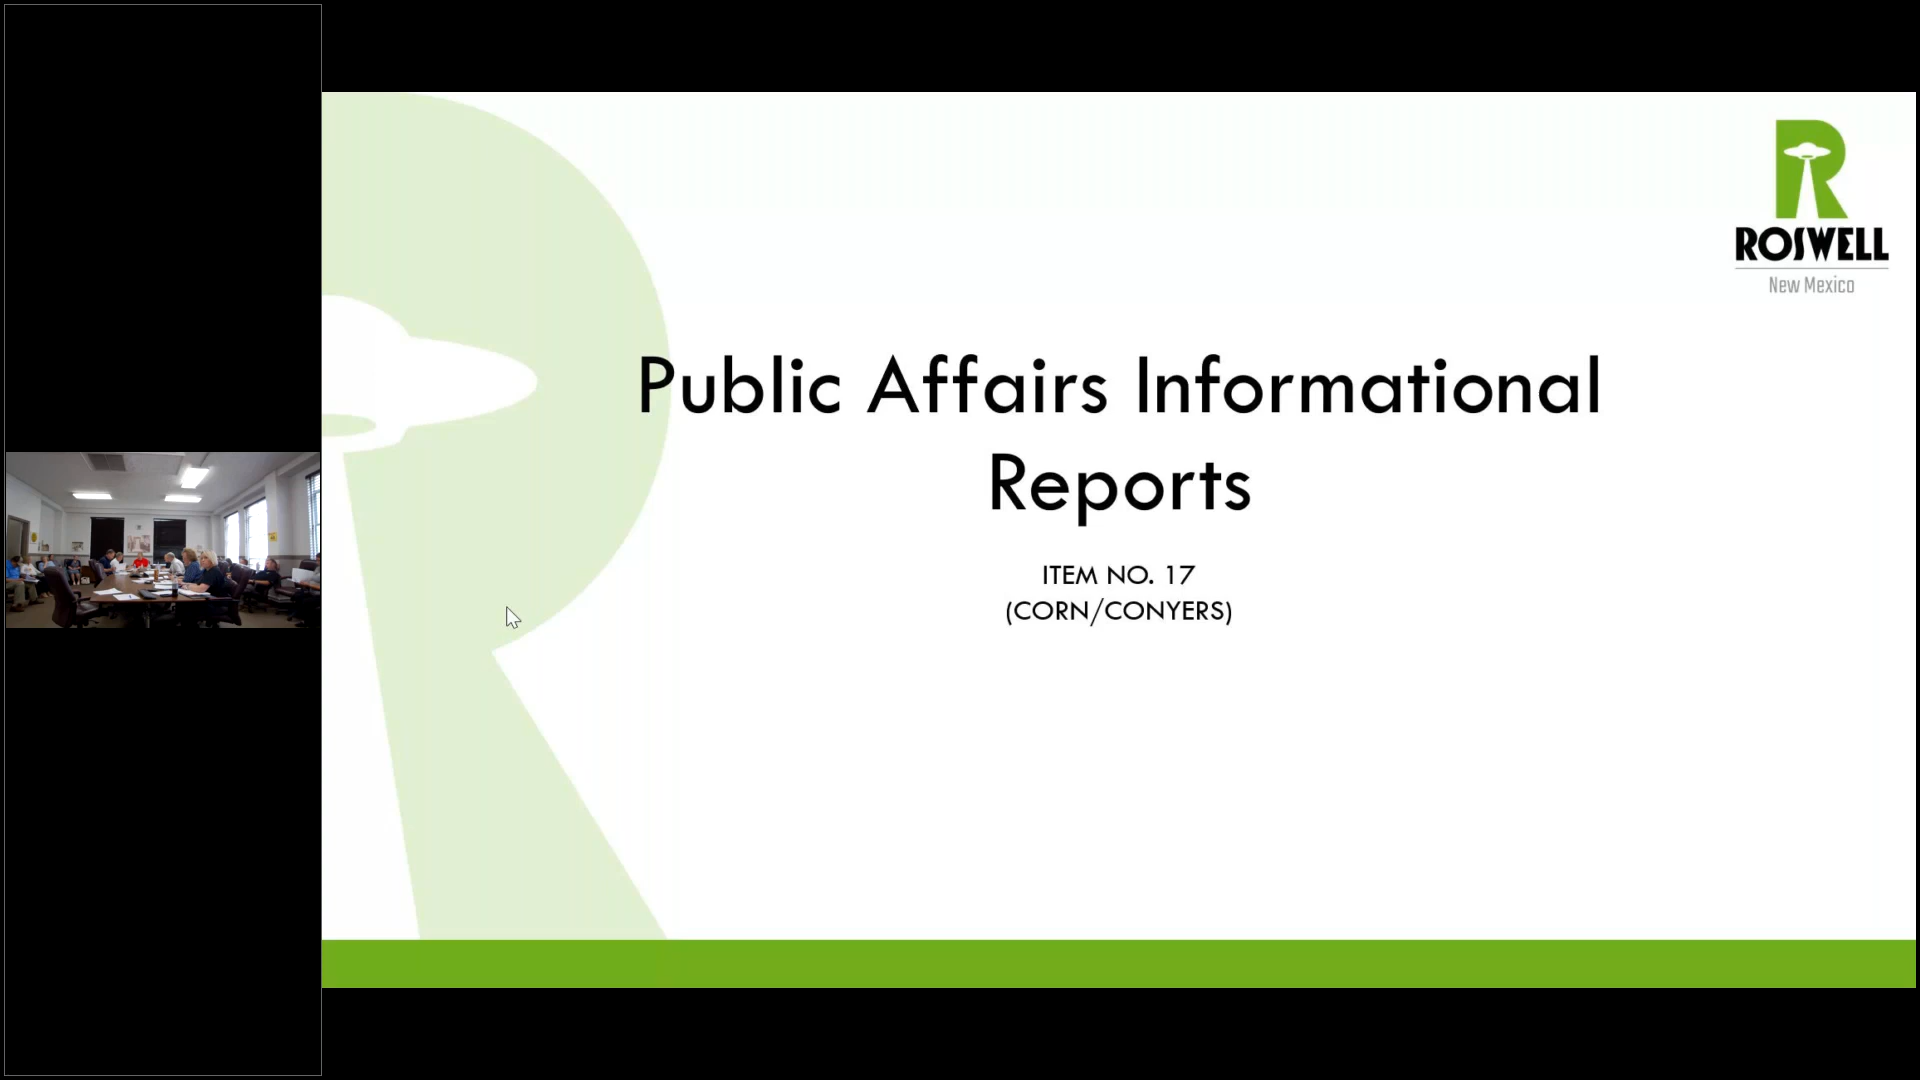 ROSWELL
New Mexico
Public Affairs Informational
Reports
ITEM NO. 17
(CORN/CONYERS)